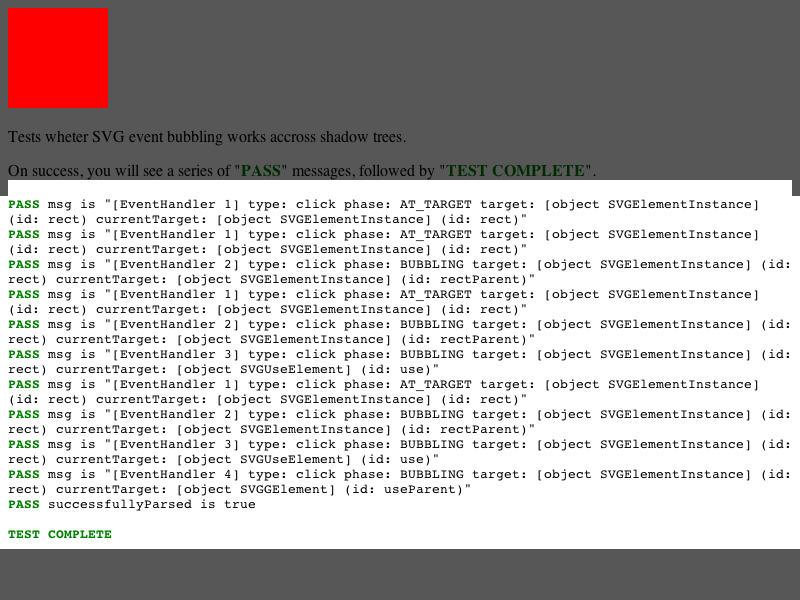 Tests wheter SVG event bubbling works accross shadow trees.
On success, you will see a series of "PASS" messages, followed by "TEST COMPLETE".
PASS msg is "[EventHandler 1] type: click phase: AT_TARGET target: [object SVGElementInstance]
(id: rect) currentTarget: [object SVGElementInstance] (id: rect)"
PASS msg is "[EventHandler 1] type: click phase: AT_TARGET target: [object SVGElementInstance]
(id: rect) currentTarget: [object SVGElementInstance] (id: rect)"
PASS msg is "[EventHandler 2] type: click phase: BUBBLING target: [object SVGElementInstance] (id:
rect) currentTarget: [object SVGElementInstance] (id: rectParent)"
PASS msg is "[EventHandler 1] type: click phase: AT_TARGET target: [object SVGElementInstance]
(id: rect) currentTarget: [object SVGElementInstance] (id: rect)"
PASS msg is "[EventHandler 2] type: click phase: BUBBLING target: [object SVGElementInstance] (id:
rect) currentTarget: [object SVGElementInstance] (id: rectParent)"
PASS msg is "[EventHandler 3] type: click phase: BUBBLING target: [object SVGElementInstance] (id:
rect) currentTarget: [object SVGUseElement] (id: use)"
PASS msg is "[EventHandler 1] type: click phase: AT_TARGET target: [object SVGElementInstance]
(id: rect) currentTarget: [object SVGElementInstance] (id: rect)"
PASS msg is "[EventHandler 2] type: click phase: BUBBLING target: [object SVGElementInstance] (id:
rect) currentTarget: [object SVGElementInstance] (id: rectParent)"
PASS msg is "[EventHandler 3] type: click phase: BUBBLING target: [object SVGElementInstance] (id:
rect) currentTarget: [object SVGUseElement] (id: use)"
PASS msg is "[EventHandler 4] type: click phase: BUBBLING target: [object SVGElementInstance] (id:
rect) currentTarget: [object SVGGElement] (id: useParent)"
PASS successfullyParsed is true
TEST COMPLETE